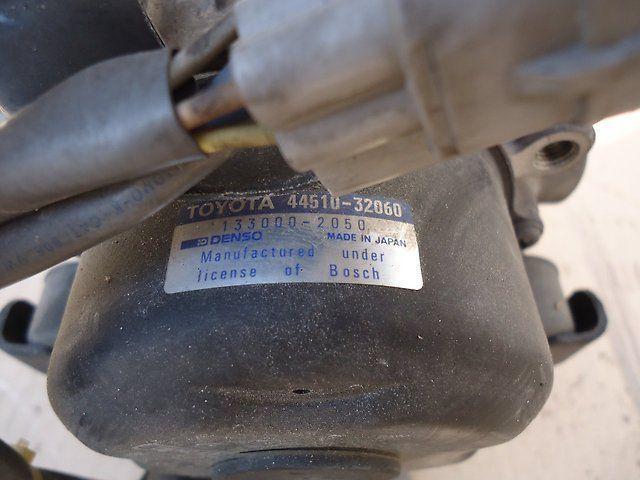 TOYOTA 44510-32060
133000-2050
DENSO MADE IN JAPAN
Manufactured under
license of Bosch